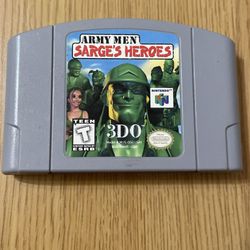 ARMY MEN
SARGE'S HEROES
NINTENDO 64
TEEN
T
ESRB
3DO